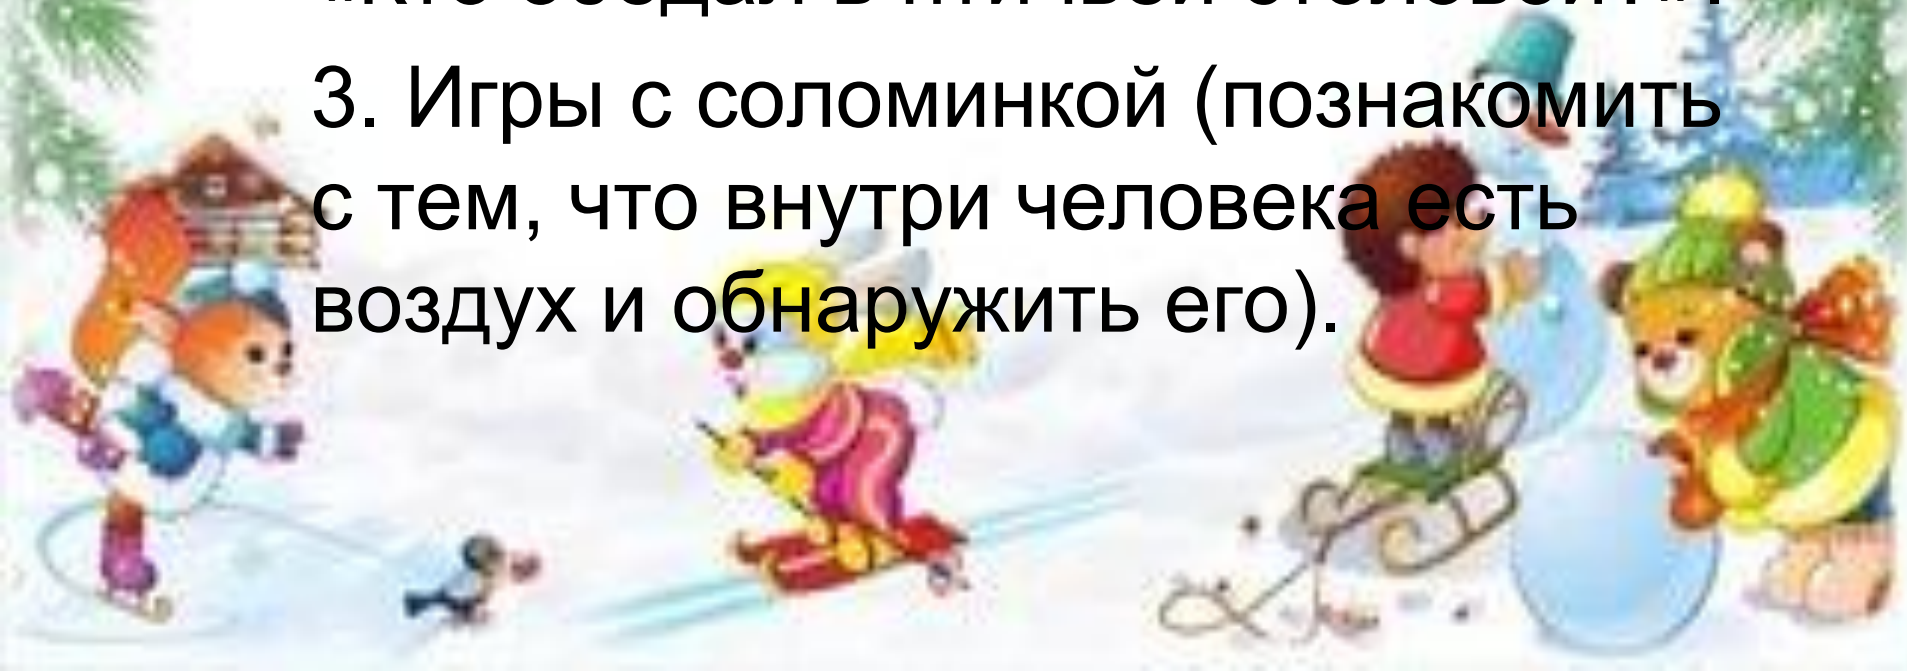 3. Игры с соломинкой (познакомить
с тем, что внутри человека есть
воздух и обнаружить его).